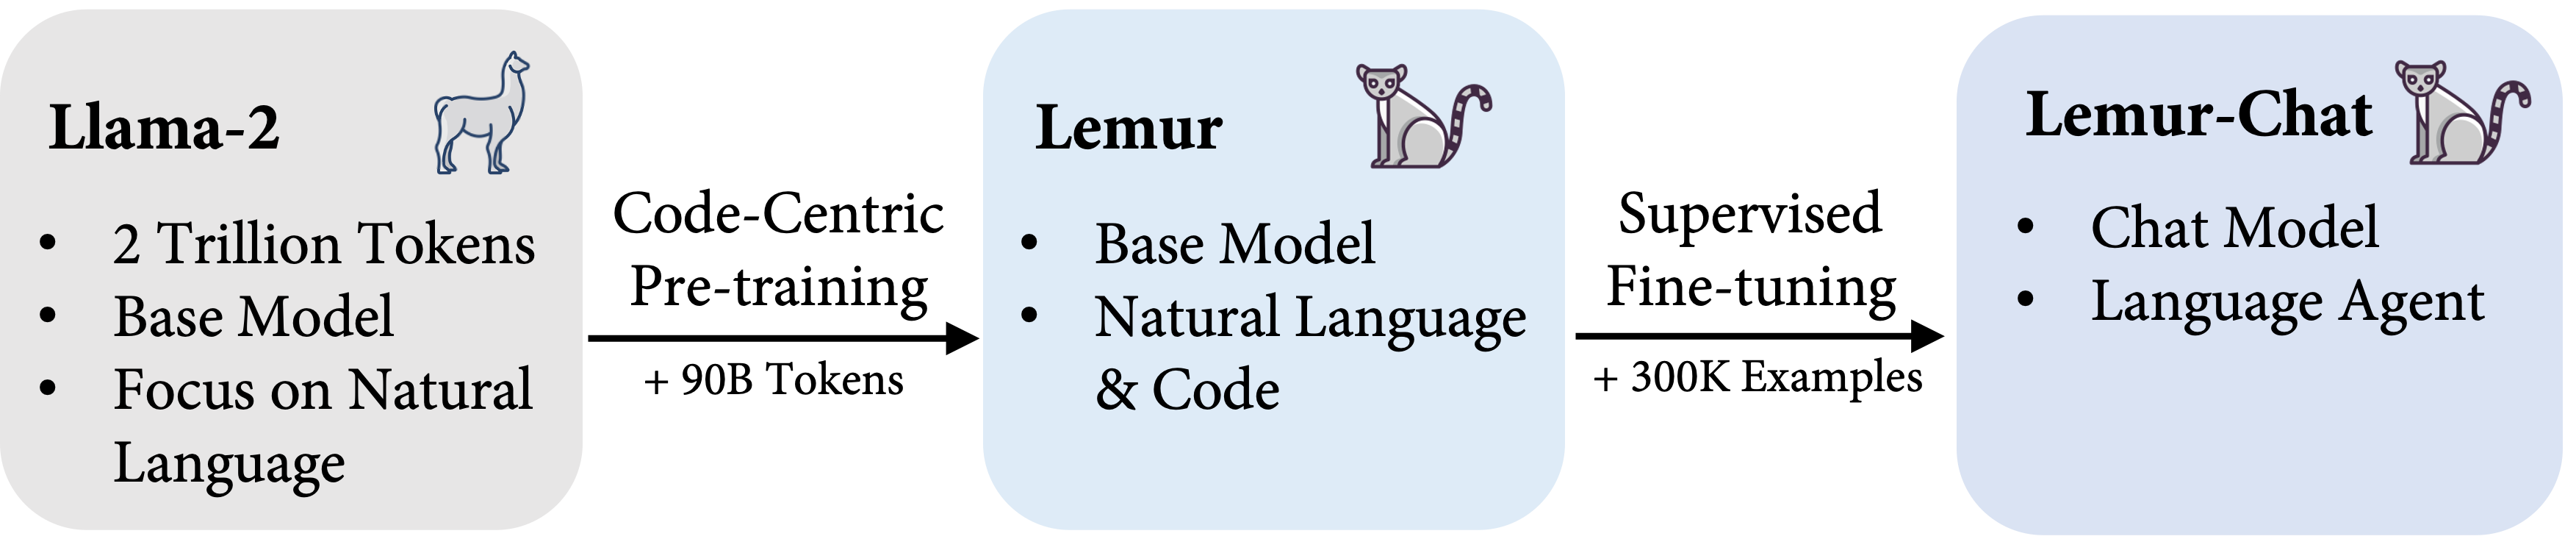 Llama-2
• 2 Trillion Tokens
• Base Model
• Focus on Natural
Language
Code-Centric
Pre-training
+ 90B Tokens
Lemur
• Base Model
• Natural Language
& Code
Supervised
Fine-tuning
+ 300K Examples
Lemur-Chat
• Chat Model
• Language Agent